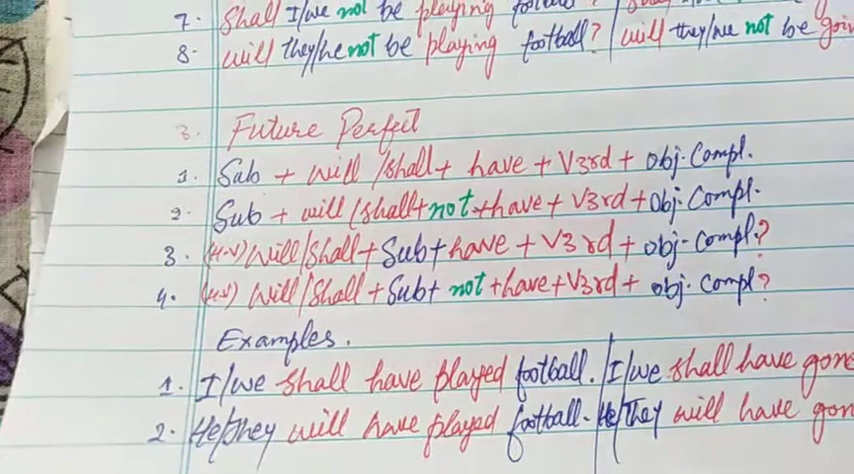 7. Shall I/we not be playing
8. will they/he not be playing football? / will they/he not be
3. Future Perfect
1. Sub + will /shall + have + V3rd + obj. Compl.
2. Sub + will /shall + not + have + V3rd + Obj. Compl.
3. (H.V) Will/Shall + Sub + have + V3rd + obj. Compl?
4. (H.V) Will/Shall + Sub + not + have + V3rd + obj. Compl?
Examples.
1. I/we shall have played football. / I/we shall have gone
2. He/they will have played football. He/They will have gon